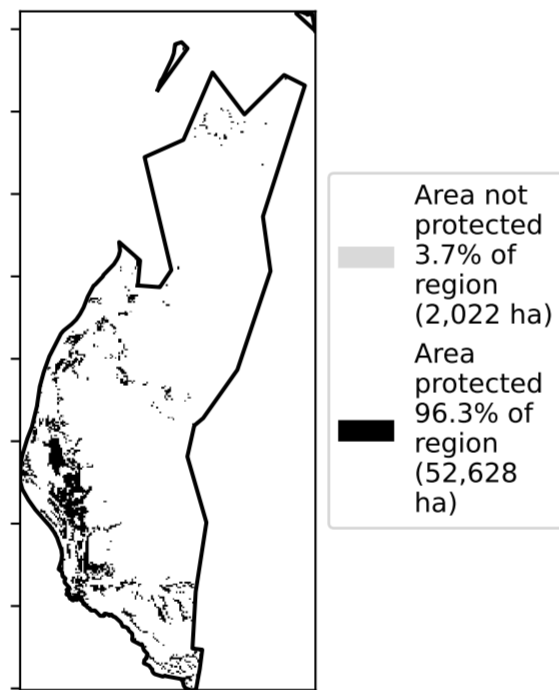 Area not
protected
3.7% of
region
(2,022 ha)
Area
protected
96.3% of
region
(52,628
ha)